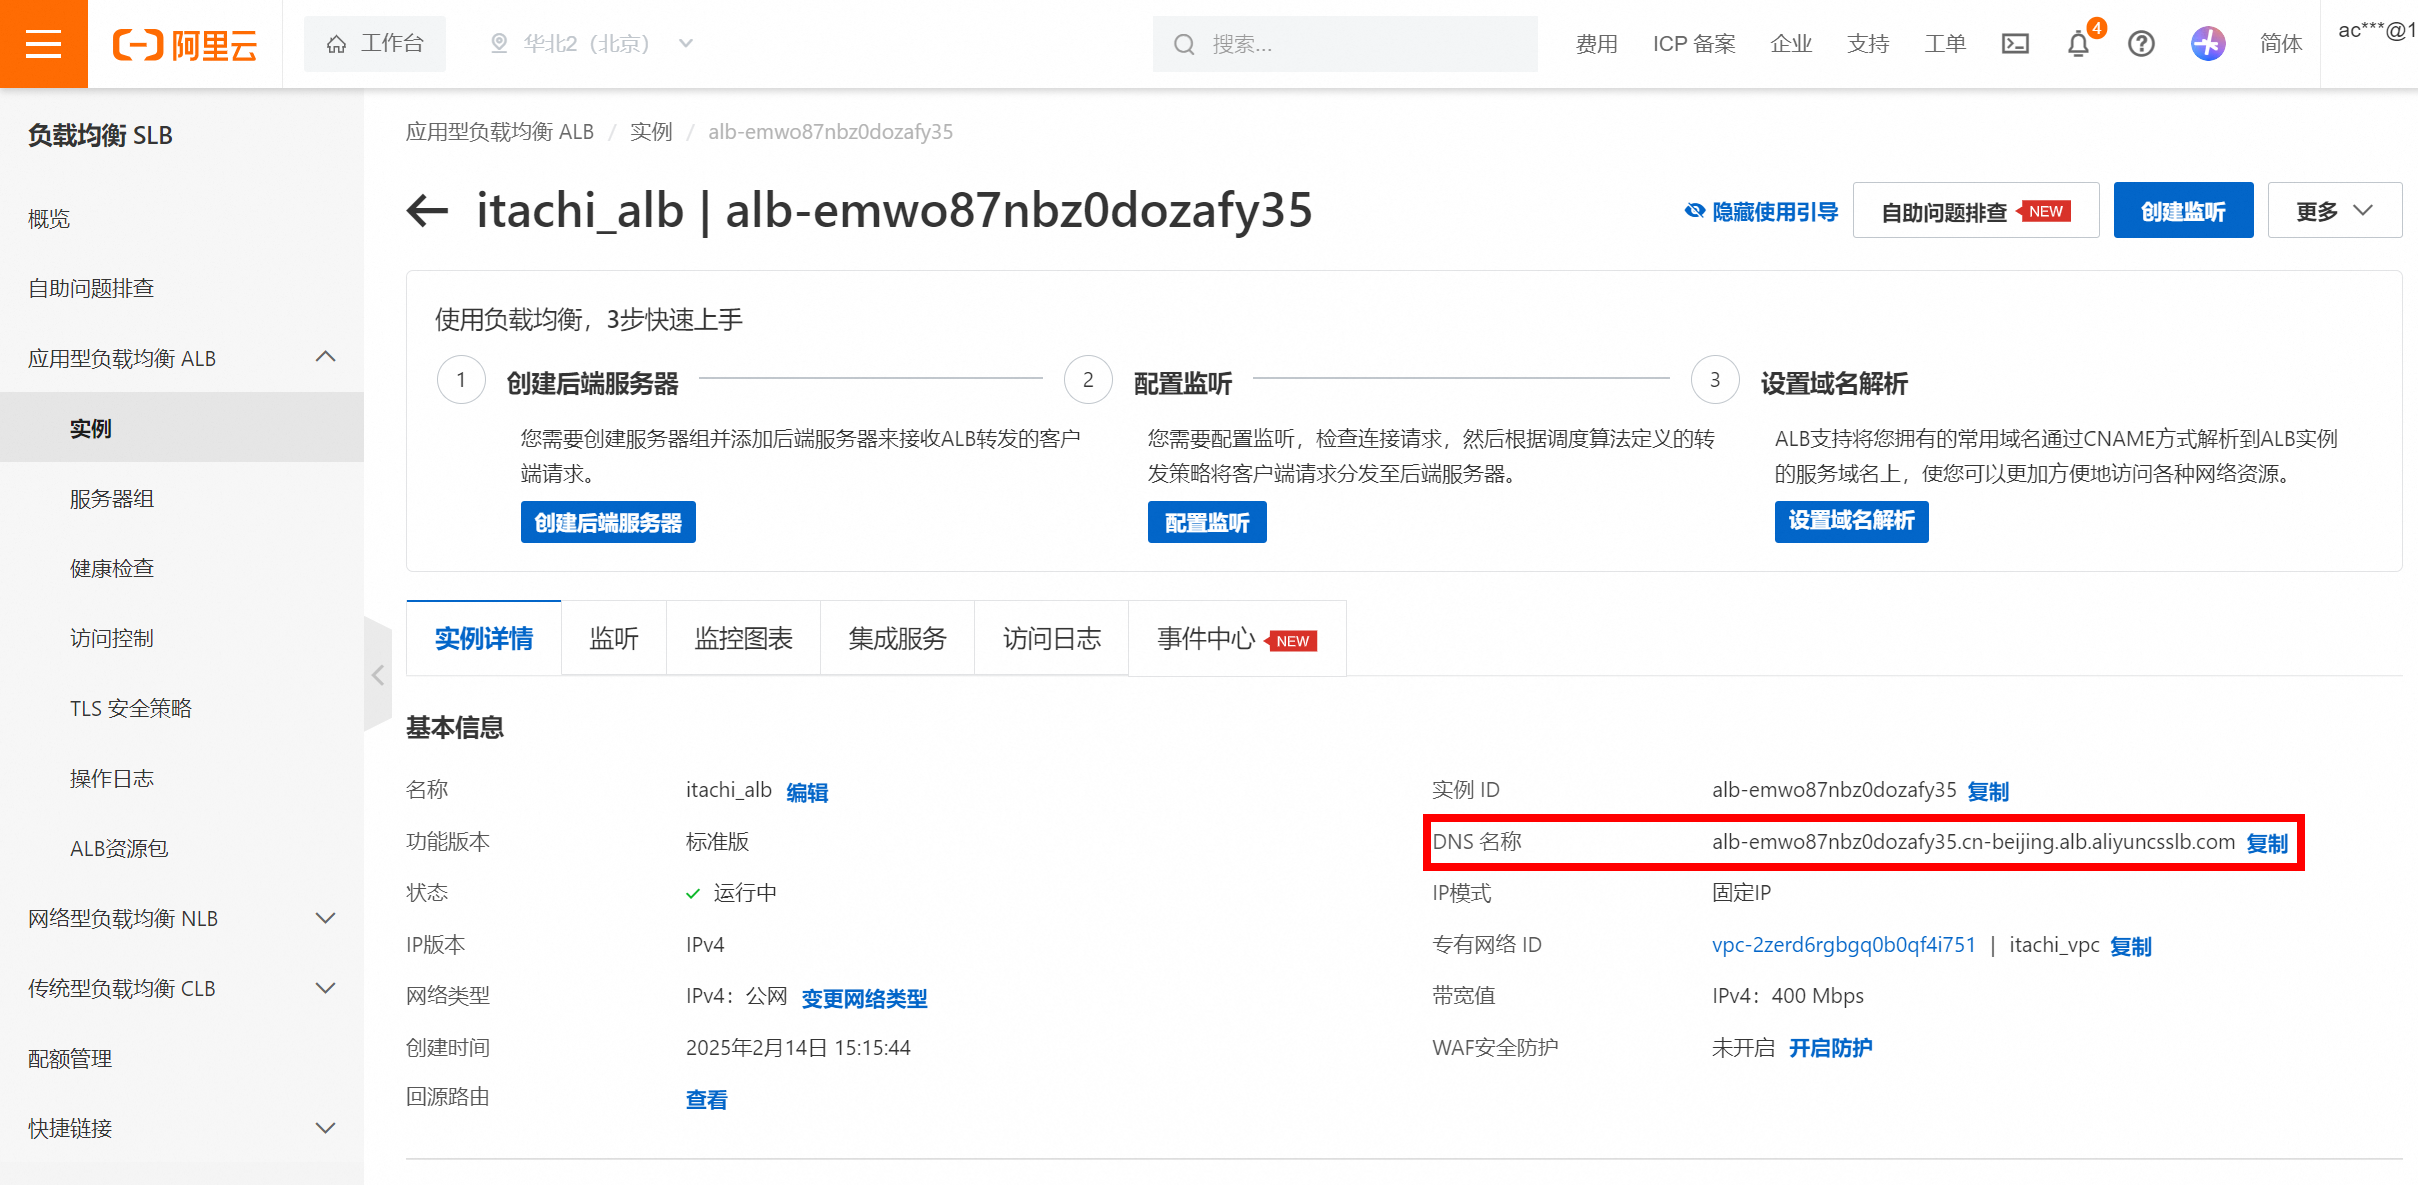 阿里云
工作台
华北2（北京）
搜索...
费用
ICP 备案
企业
支持
工单
4
简体
ac***@1
负载均衡 SLB
概览
自助问题排查
应用型负载均衡 ALB
实例
服务器组
健康检查
访问控制
TLS 安全策略
操作日志
ALB资源包
网络型负载均衡 NLB
传统型负载均衡 CLB
配额管理
快捷链接
应用型负载均衡 ALB / 实例 / alb-emwo87nbz0dozafy35
itachi_alb | alb-emwo87nbz0dozafy35
隐藏使用引导
自助问题排查 NEW
创建监听
更多
使用负载均衡，3步快速上手
1 创建后端服务器
您需要创建服务器组并添加后端服务器来接收ALB转发的客户
端请求。
创建后端服务器
2 配置监听
您需要配置监听，检查连接请求，然后根据调度算法定义的转
发策略将客户端请求分发至后端服务器。
配置监听
3 设置域名解析
ALB支持将您拥有的常用域名通过CNAME方式解析到ALB实例
的服务域名上，使您可以更加方便地访问各种网络资源。
设置域名解析
实例详情 监听 监控图表 集成服务 访问日志 事件中心 NEW
基本信息
名称 itachi_alb 编辑
实例 ID alb-emwo87nbz0dozafy35 复制
功能版本 标准版
DNS 名称 alb-emwo87nbz0dozafy35.cn-beijing.alb.aliyuncsslb.com 复制
状态 运行中
IP模式 固定IP
IP版本 IPv4
专有网络 ID vpc-2zerd6rgbgq0b0qf4i751 | itachi_vpc 复制
网络类型 IPv4：公网 变更网络类型
带宽值 IPv4：400 Mbps
创建时间 2025年2月14日 15:15:44
WAF安全防护 未开启 开启防护
回源路由 查看